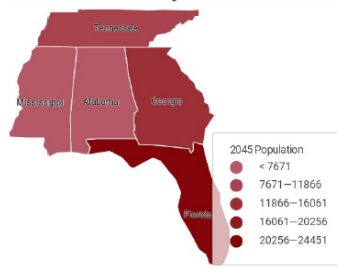 Tennessee
Mississippi
Alabama
Georgia
Florida
2045 Population
< 7671
7671—11866
11866—16061
16061—20256
20256—24451